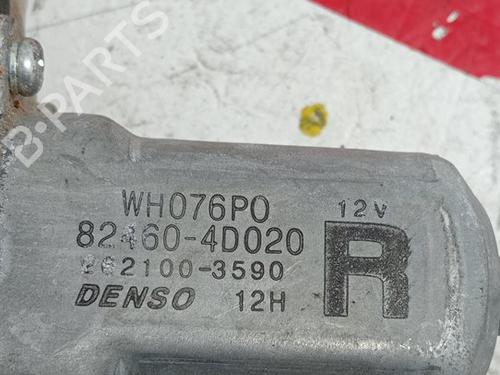 B-PARTS
WH076PO 12V
82460-4D020
262100-3590 R
DENSO 12H